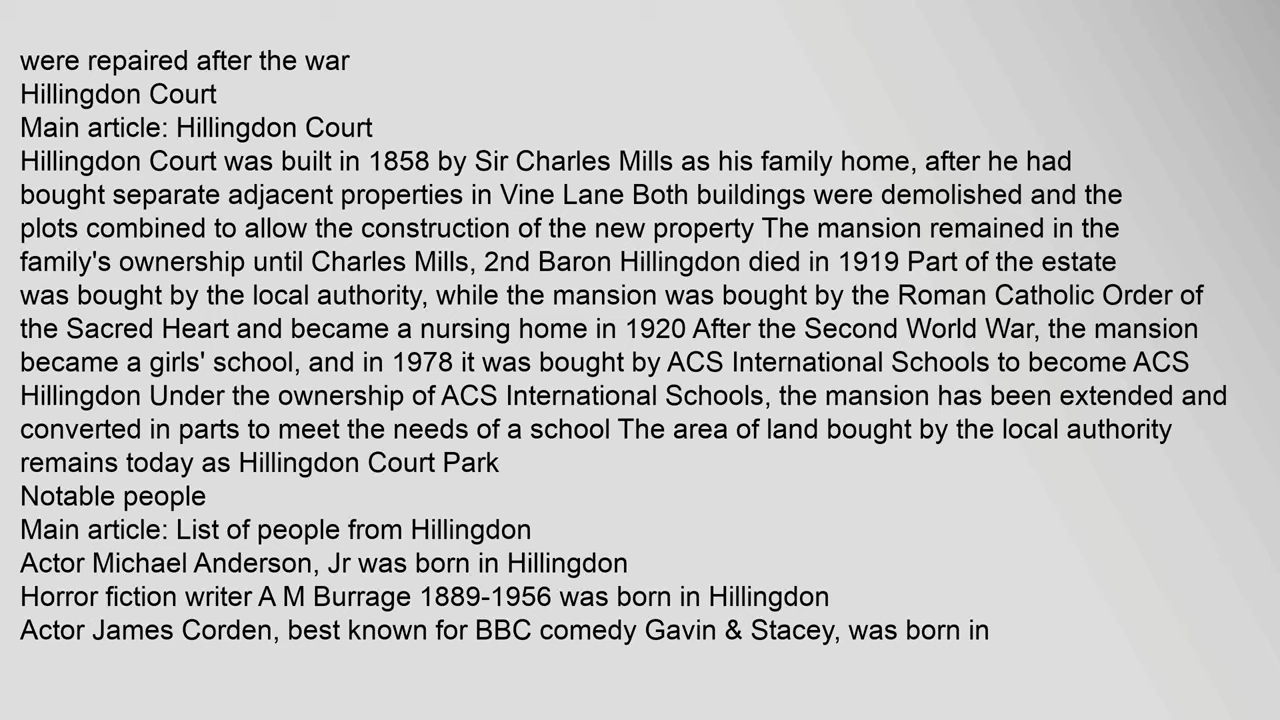 were repaired after the war
Hillingdon Court
Main article: Hillingdon Court
Hillingdon Court was built in 1858 by Sir Charles Mills as his family home, after he had
bought separate adjacent properties in Vine Lane Both buildings were demolished and the
plots combined to allow the construction of the new property The mansion remained in the
family's ownership until Charles Mills, 2nd Baron Hillingdon died in 1919 Part of the estate
was bought by the local authority, while the mansion was bought by the Roman Catholic Order of
the Sacred Heart and became a nursing home in 1920 After the Second World War, the mansion
became a girls' school, and in 1978 it was bought by ACS International Schools to become ACS
Hillingdon Under the ownership of ACS International Schools, the mansion has been extended and
converted in parts to meet the needs of a school The area of land bought by the local authority
remains today as Hillingdon Court Park
Notable people
Main article: List of people from Hillingdon
Actor Michael Anderson, Jr was born in Hillingdon
Horror fiction writer A M Burrage 1889-1956 was born in Hillingdon
Actor James Corden, best known for BBC comedy Gavin & Stacey, was born in